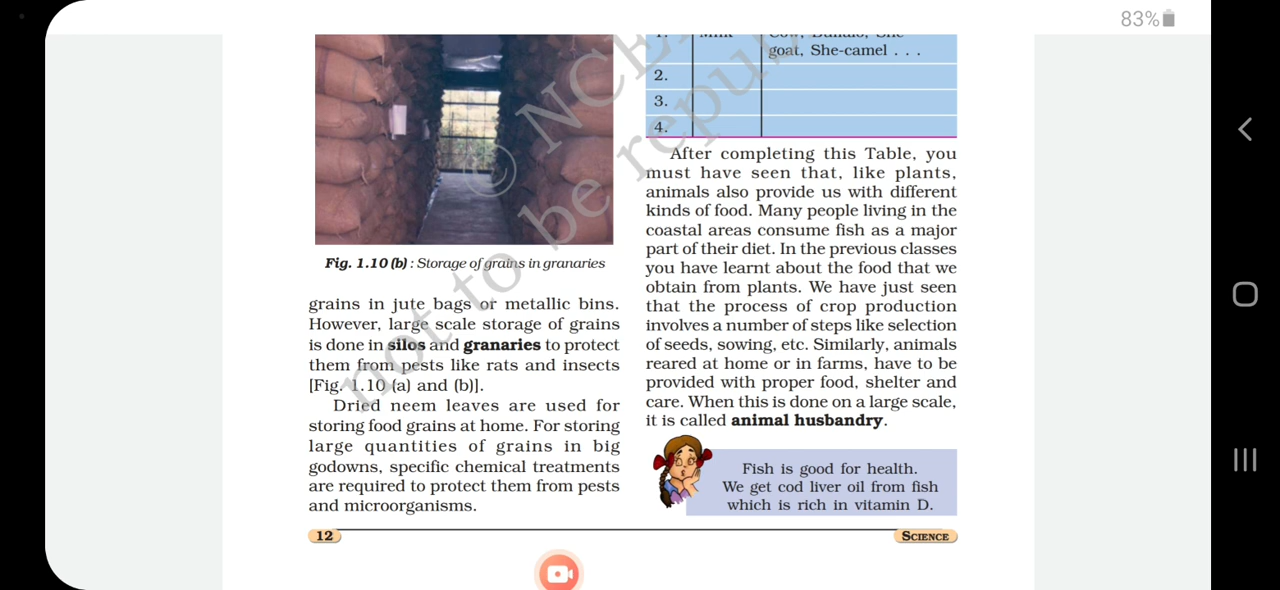 83%
Fig. 1.10 (b) : Storage of grains in granaries
grains in jute bags or metallic bins.
However, large scale storage of grains
is done in silos and granaries to protect
them from pests like rats and insects
[Fig. 1.10 (a) and (b)].
Dried neem leaves are used for
storing food grains at home. For storing
large quantities of grains in big
godowns, specific chemical treatments
are required to protect them from pests
and microorganisms.
1. Milk Cow, Buffalo, She-
goat, She-camel . . .
2.
3.
4.
After completing this Table, you
must have seen that, like plants,
animals also provide us with different
kinds of food. Many people living in the
coastal areas consume fish as a major
part of their diet. In the previous classes
you have learnt about the food that we
obtain from plants. We have just seen
that the process of crop production
involves a number of steps like selection
of seeds, sowing, etc. Similarly, animals
reared at home or in farms, have to be
provided with proper food, shelter and
care. When this is done on a large scale,
it is called animal husbandry.
Fish is good for health.
We get cod liver oil from fish
which is rich in vitamin D.
12
SCIENCE
© NCE
not to be repu